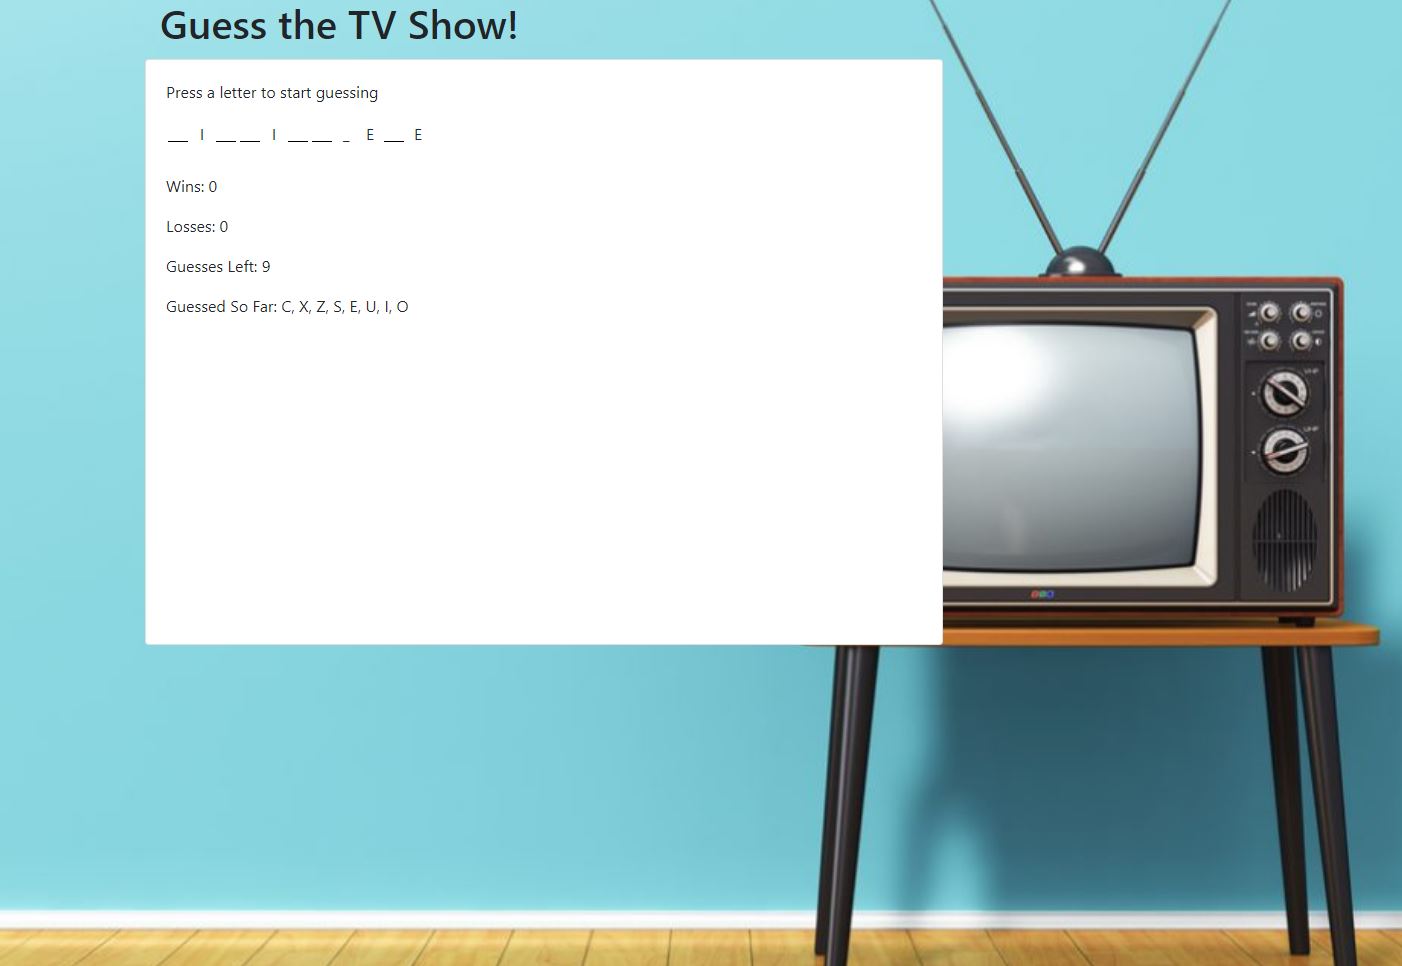 Guess the TV Show!
Press a letter to start guessing
__ I __ __ I __ __ _ E __ E
Wins: 0
Losses: 0
Guesses Left: 9
Guessed So Far: C, X, Z, S, E, U, I, O